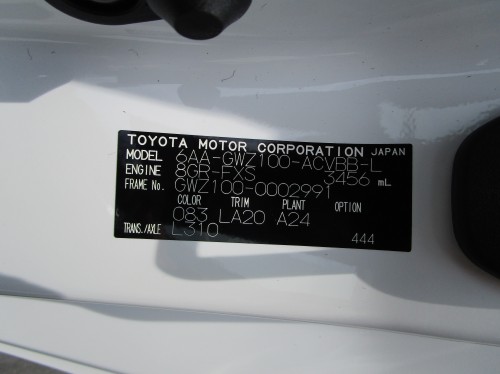 TOYOTA MOTOR CORPORATION JAPAN
MODEL 6AA-GWZ100-ACVBB-L
ENGINE 8GR-FXS 3456 mL
FRAME No. GWZ100-0002991
COLOR TRIM PLANT OPTION
083 LA20 A24
TRANS./AXLE L310 444